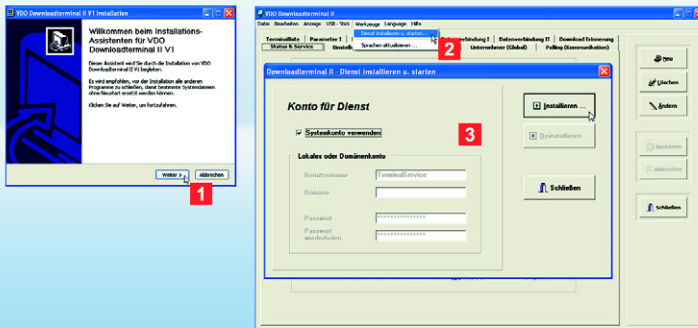 VDO Downloadterminal II V1 Installation
Willkommen beim Installations-
Assistenten für VDO
Downloadterminal II V1
Dieser Assistent wird Sie durch die Installation von VDO
Downloadterminal II V1 begleiten.
Es wird empfohlen, vor der Installation alle anderen
Programme zu schließen, damit bestimmte Systemdateien
ohne Neustart ersetzt werden können.
Klicken Sie auf Weiter, um fortzufahren.
Weiter >
Abbrechen
1
VDO Downloadterminal II
Datei Bearbeiten Anzeige USB - Stick Werkzeuge Language Hilfe
Dienst installieren u. starten...
Sprachen aktualisieren ...
2
Terminalliste Parameter I
Datenverbindung II Download Erinnerung
Status & Service
Unternehmer (Global) Polling (Kommunikation)
Neu
Löschen
Ändern
Speichern
Abbrechen
Schließen
Downloadterminal II - Dienst installieren u. starten
Konto für Dienst
Systemkonto verwenden
3
Lokales oder Domänenkonto
Benutzername TerminalService
Domäne
Passwort ***************
Passwort
wiederholen ***************
Installieren ...
Deinstallieren...
Schließen